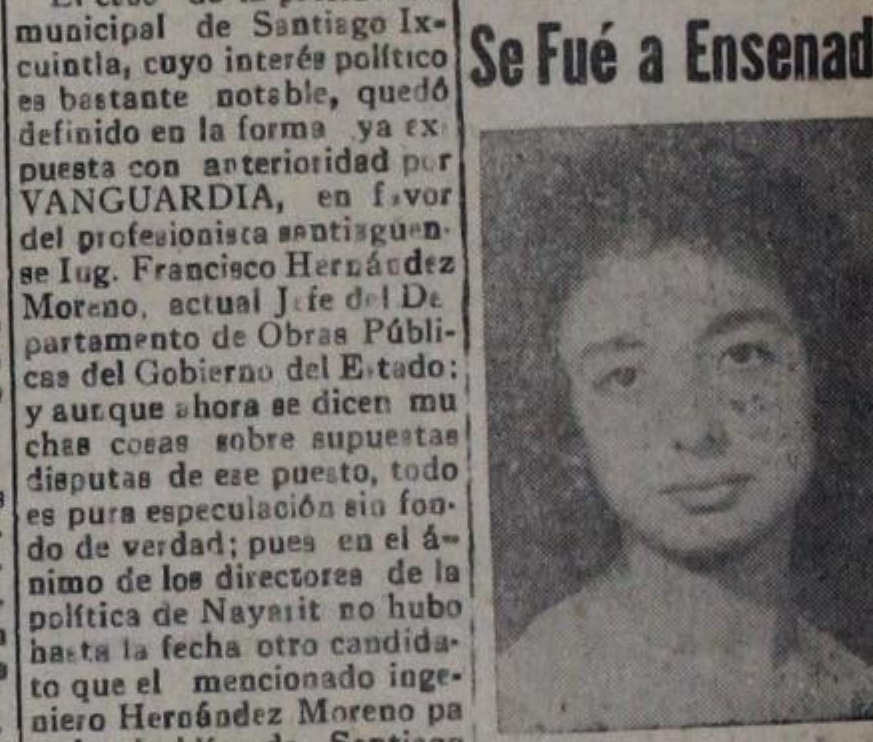 municipal de Santiago Ix-
cuintla, cuyo interés político
es bastante notable, quedó
definido en la forma ya ex
puesta con anterioridad por
VANGUARDIA, en favor
del profesionista santiaguen-
se Ing. Francisco Hernández
Moreno, actual Jefe del De
partamento de Obras Públi-
cas del Gobierno del Estado;
y aunque ahora se dicen mu
chas cosas sobre supuestas
disputas de ese puesto, todo
es pura especulación sin fon-
do de verdad; pues en el á-
nimo de los directores de la
política de Nayarit no hubo
hasta la fecha otro candida-
to que el mencionado inge-
niero Hernández Moreno pa
de Santiago
Se Fué a Ensenad